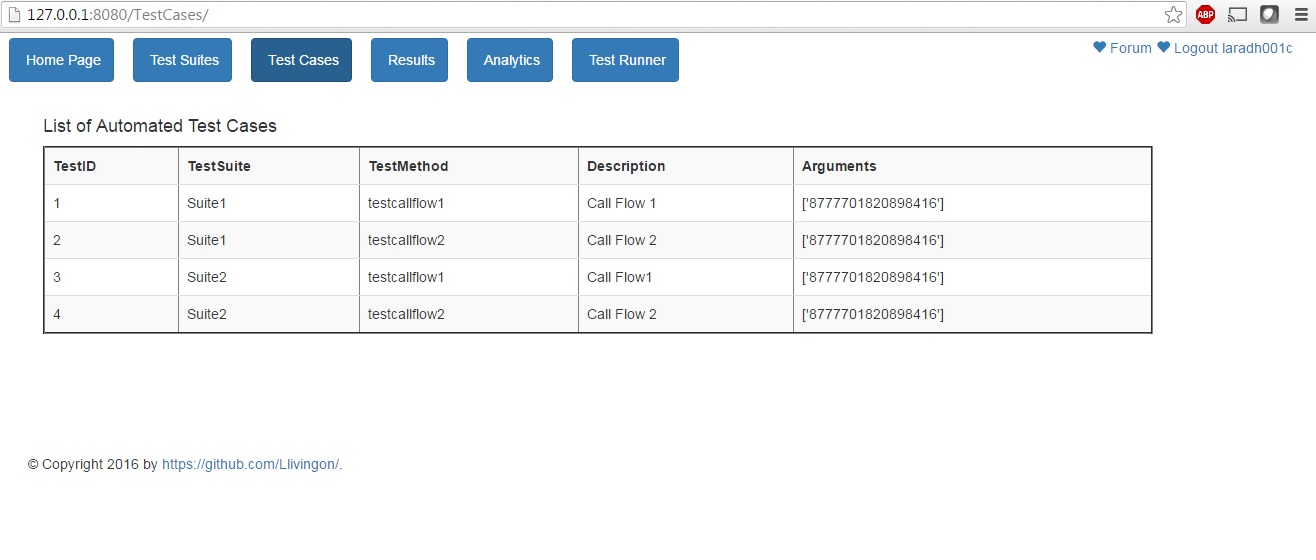 127.0.0.1:8080/TestCases/
ABP
Home Page Test Suites Test Cases Results Analytics Test Runner Forum Logout laradh001c
List of Automated Test Cases
TestID TestSuite TestMethod Description Arguments
1 Suite1 testcallflow1 Call Flow 1 ['8777701820898416']
2 Suite1 testcallflow2 Call Flow 2 ['8777701820898416']
3 Suite2 testcallflow1 Call Flow1 ['8777701820898416']
4 Suite2 testcallflow2 Call Flow 2 ['8777701820898416']
© Copyright 2016 by https://github.com/Llivingon/.